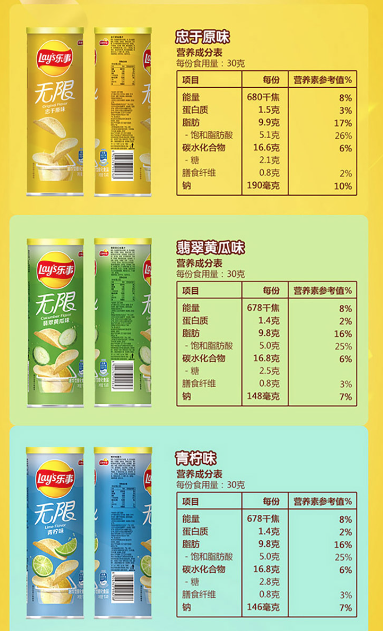 Lay's乐事
无限
忠于原味
忠于原味
营养成分表
每份食用量：30克
项目 每份 营养素参考值%
能量 680千焦 8%
蛋白质 1.5克 3%
脂肪 9.9克 17%
- 饱和脂肪酸 5.1克 26%
碳水化合物 16.6克 6%
- 糖 2.1克
膳食纤维 0.8克 2%
钠 190毫克 10%
Lay's乐事
无限
Cucumber Flavor
翡翠黄瓜味
翡翠黄瓜味
营养成分表
每份食用量：30克
项目 每份 营养素参考值%
能量 678千焦 8%
蛋白质 1.4克 2%
脂肪 9.8克 16%
- 饱和脂肪酸 5.0克 25%
碳水化合物 16.8克 6%
- 糖 2.5克
膳食纤维 0.8克 3%
钠 148毫克 7%
Lay's乐事
无限
Lime Flavor
青柠味
青柠味
营养成分表
每份食用量：30克
项目 每份 营养素参考值%
能量 678千焦 8%
蛋白质 1.4克 2%
脂肪 9.8克 16%
- 饱和脂肪酸 5.0克 25%
碳水化合物 16.8克 6%
- 糖 2.8克
膳食纤维 0.8克 3%
钠 146毫克 7%